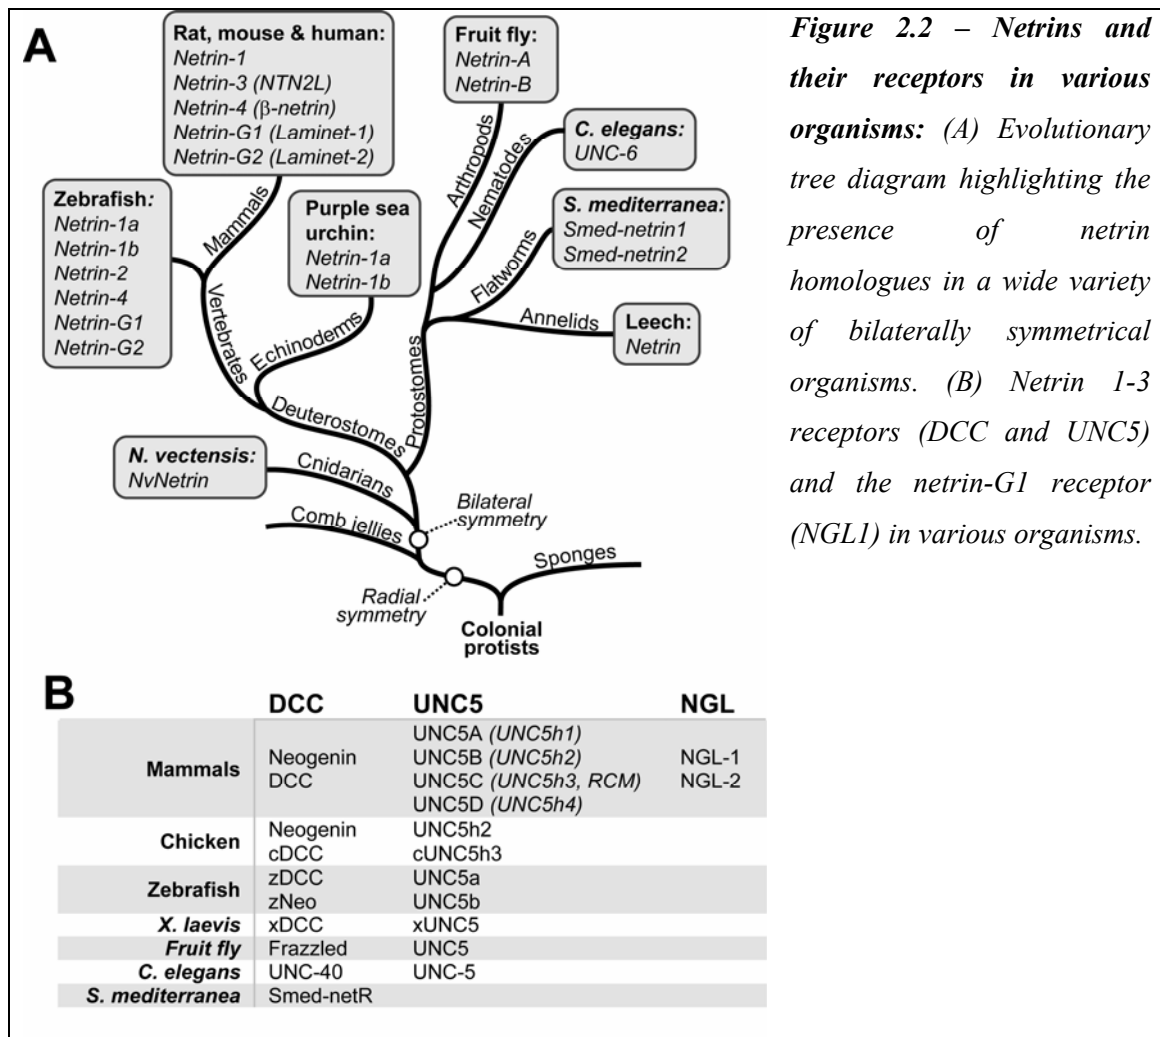 A
Rat, mouse & human:
Netrin-1
Netrin-3 (NTN2L)
Netrin-4 (β-netrin)
Netrin-G1 (Laminet-1)
Netrin-G2 (Laminet-2)
Fruit fly:
Netrin-A
Netrin-B
C. elegans:
UNC-6
Zebrafish:
Netrin-1a
Netrin-1b
Netrin-2
Netrin-4
Netrin-G1
Netrin-G2
Purple sea
urchin:
Netrin-1a
Netrin-1b
S. mediterranea:
Smed-netrin1
Smed-netrin2
Leech:
Netrin
N. vectensis:
NvNetrin
Mammals
Vertebrates
Echinoderms
Deuterostomes
Protostomes
Arthropods
Nematodes
Flatworms
Annelids
Cnidarians
Comb jellies
Bilateral
symmetry
Radial
symmetry
Sponges
Colonial
protists
Figure 2.2 – Netrins and
their receptors in various
organisms: (A) Evolutionary
tree diagram highlighting the
presence of netrin
homologues in a wide variety
of bilaterally symmetrical
organisms. (B) Netrin 1-3
receptors (DCC and UNC5)
and the netrin-G1 receptor
(NGL1) in various organisms.
B
DCC UNC5 NGL
UNC5A (UNC5h1)
Mammals Neogenin UNC5B (UNC5h2) NGL-1
DCC UNC5C (UNC5h3, RCM) NGL-2
UNC5D (UNC5h4)
Chicken Neogenin UNC5h2
cDCC cUNC5h3
Zebrafish zDCC UNC5a
zNeo UNC5b
X. laevis xDCC xUNC5
Fruit fly Frazzled UNC5
C. elegans UNC-40 UNC-5
S. mediterranea Smed-netR